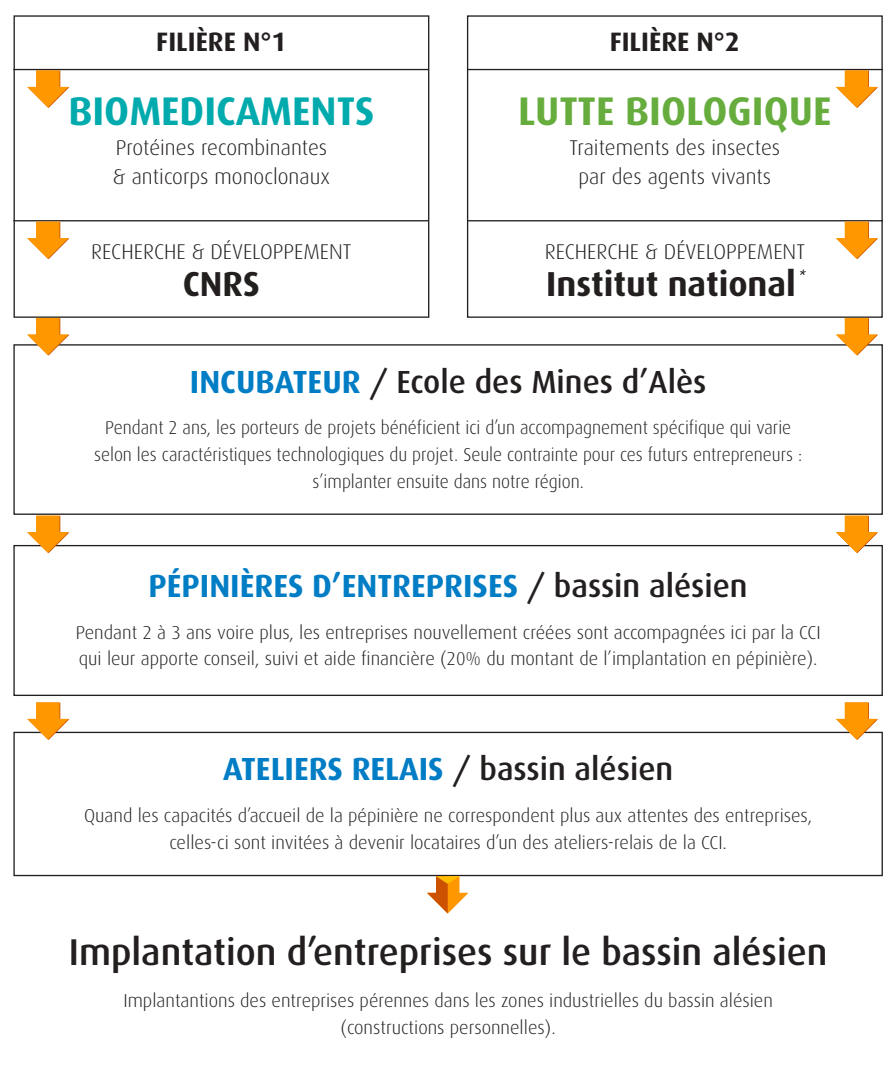 FILIÈRE N°1
BIOMEDICAMENTS
Protéines recombinantes
& anticorps monoclonaux
RECHERCHE & DÉVELOPPEMENT
CNRS
FILIÈRE N°2
LUTTE BIOLOGIQUE
Traitements des insectes
par des agents vivants
RECHERCHE & DÉVELOPPEMENT
Institut national*
INCUBATEUR / Ecole des Mines d'Alès
Pendant 2 ans, les porteurs de projets bénéficient ici d'un accompagnement spécifique qui varie
selon les caractéristiques technologiques du projet. Seule contrainte pour ces futurs entrepreneurs :
s'implanter ensuite dans notre région.
PÉPINIÈRES D'ENTREPRISES / bassin alésien
Pendant 2 à 3 ans voire plus, les entreprises nouvellement créées sont accompagnées ici par la CCI
qui leur apporte conseil, suivi et aide financière (20% du montant de l'implantation en pépinière).
ATELIERS RELAIS / bassin alésien
Quand les capacités d'accueil de la pépinière ne correspondent plus aux attentes des entreprises,
celles-ci sont invitées à devenir locataires d'un des ateliers-relais de la CCI.
Implantation d'entreprises sur le bassin alésien
Implantantions des entreprises pérennes dans les zones industrielles du bassin alésien
(constructions personnelles).